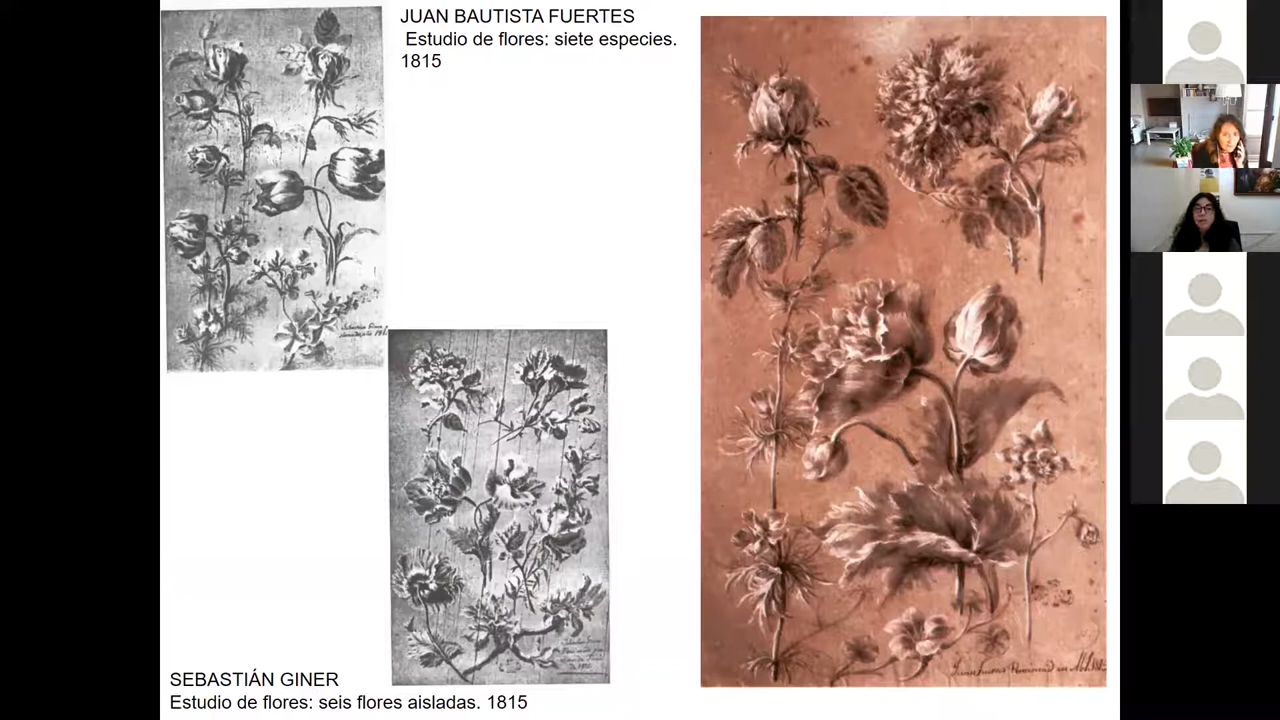 JUAN BAUTISTA FUERTES
Estudio de flores: siete especies.
1815
SEBASTIÁN GINER
Estudio de flores: seis flores aisladas. 1815